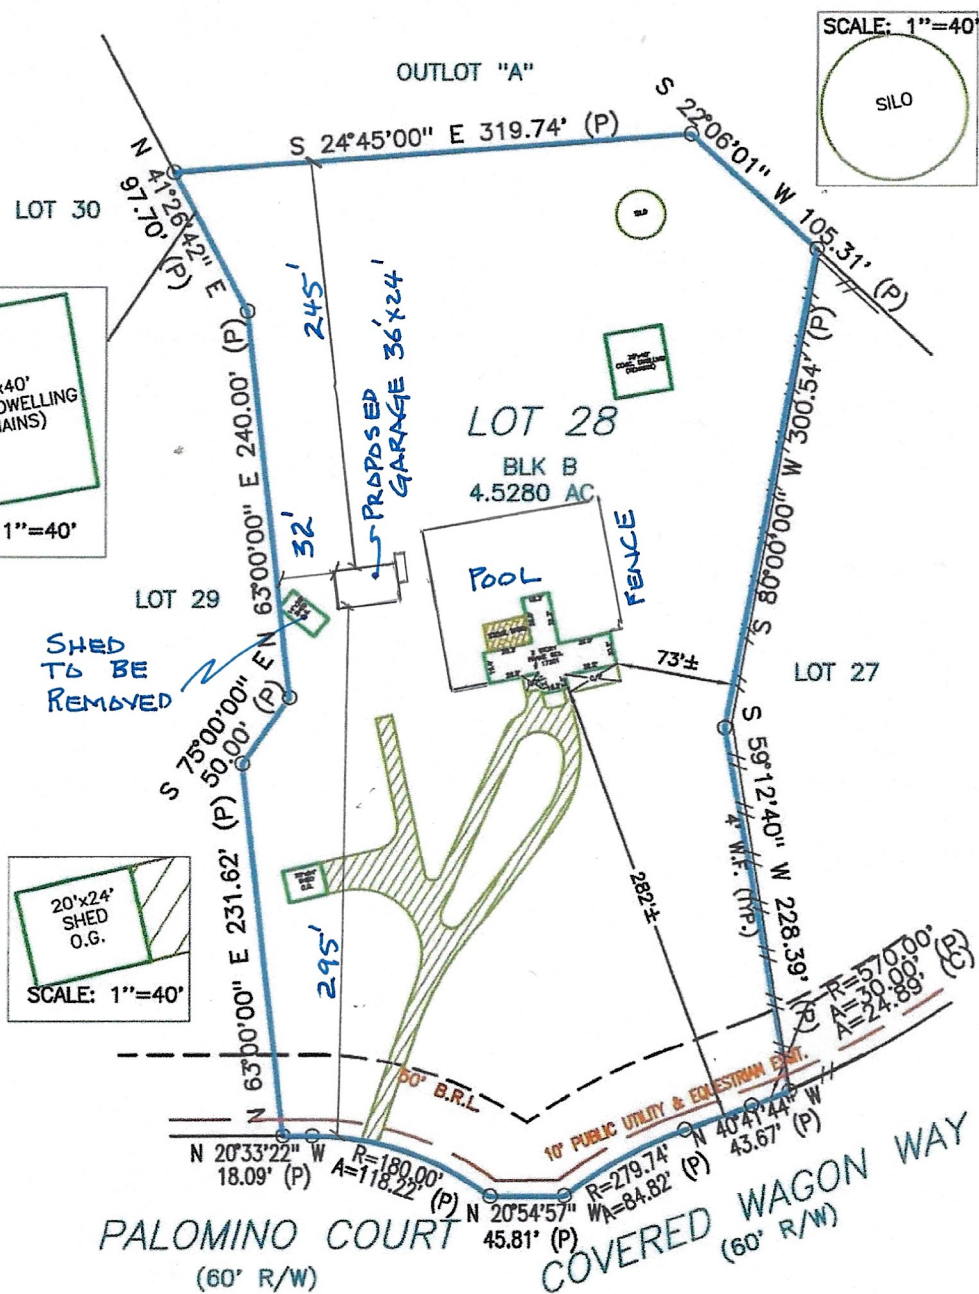 SCALE: 1"=40'
SILO
OUTLOT "A"
S 24°45'00" E 319.74' (P)
S 22°06'01" W 105.31' (P)
N 41°26'42" E
97.70' (P)
LOT 30
SILO
245'
PROPOSED
GARAGE 36'x24'
x40'
DWELLING
AINS)
1"=40'
LOT 28
BLK B
4.5280 AC
N 63°00'00" E 240.00' (P)
S 80°00'00" W 300.54' (P)
32'
POOL
FENCE
LOT 29
SHED
TO BE
REMOVED
73'±
LOT 27
S 75°00'00" E
50.00' (P)
S 59°12'40" W 228.39' (P)
4' W.F. (TYP.)
282'±
20'x24'
SHED
O.G.
SCALE: 1"=40'
295'
N 63°00'00" E 231.62' (P)
R=570.00' (P)
A=30.00' (P)
A=24.89' (C)
50' B.R.L.
10' PUBLIC UTILITY & EQUESTRIAN ESMT.
N 20°33'22" W
18.09' (P)
R=180.00'
A=118.22' (P)
N 20°54'57" W
45.81' (P)
R=279.74'
A=84.82' (P)
N 40°41'44" W
43.67' (P)
PALOMINO COURT
(60' R/W)
COVERED WAGON WAY
(60' R/W)